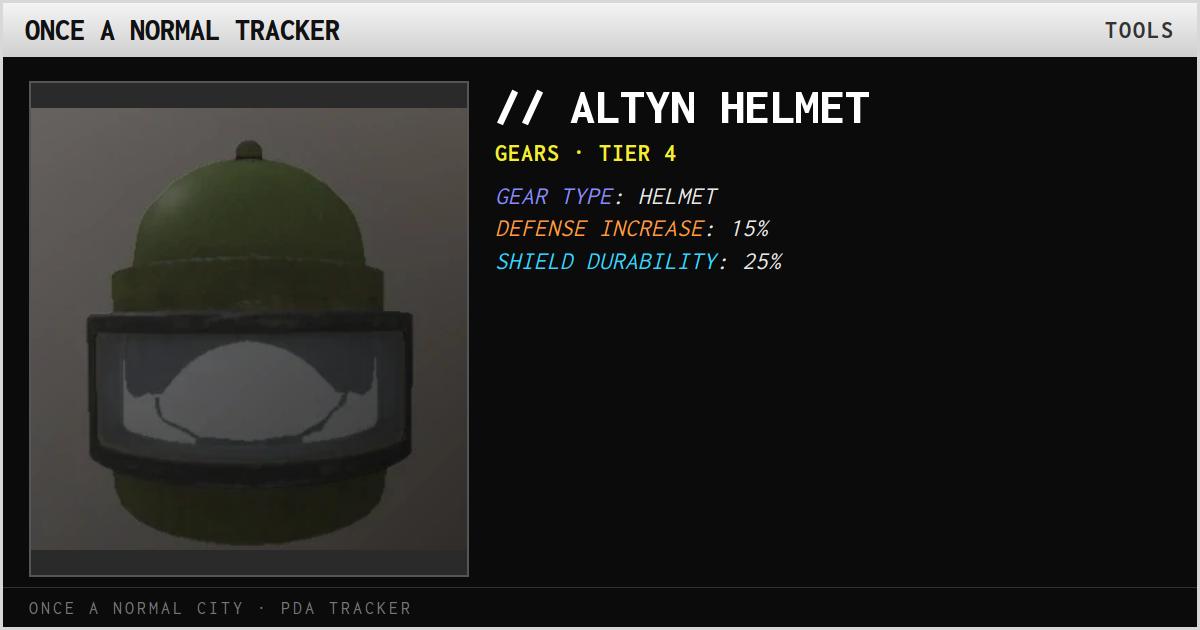 ONCE A NORMAL TRACKER
TOOLS
// ALTYN HELMET
GEARS · TIER 4
GEAR TYPE: HELMET
DEFENSE INCREASE: 15%
SHIELD DURABILITY: 25%
ONCE A NORMAL CITY · PDA TRACKER